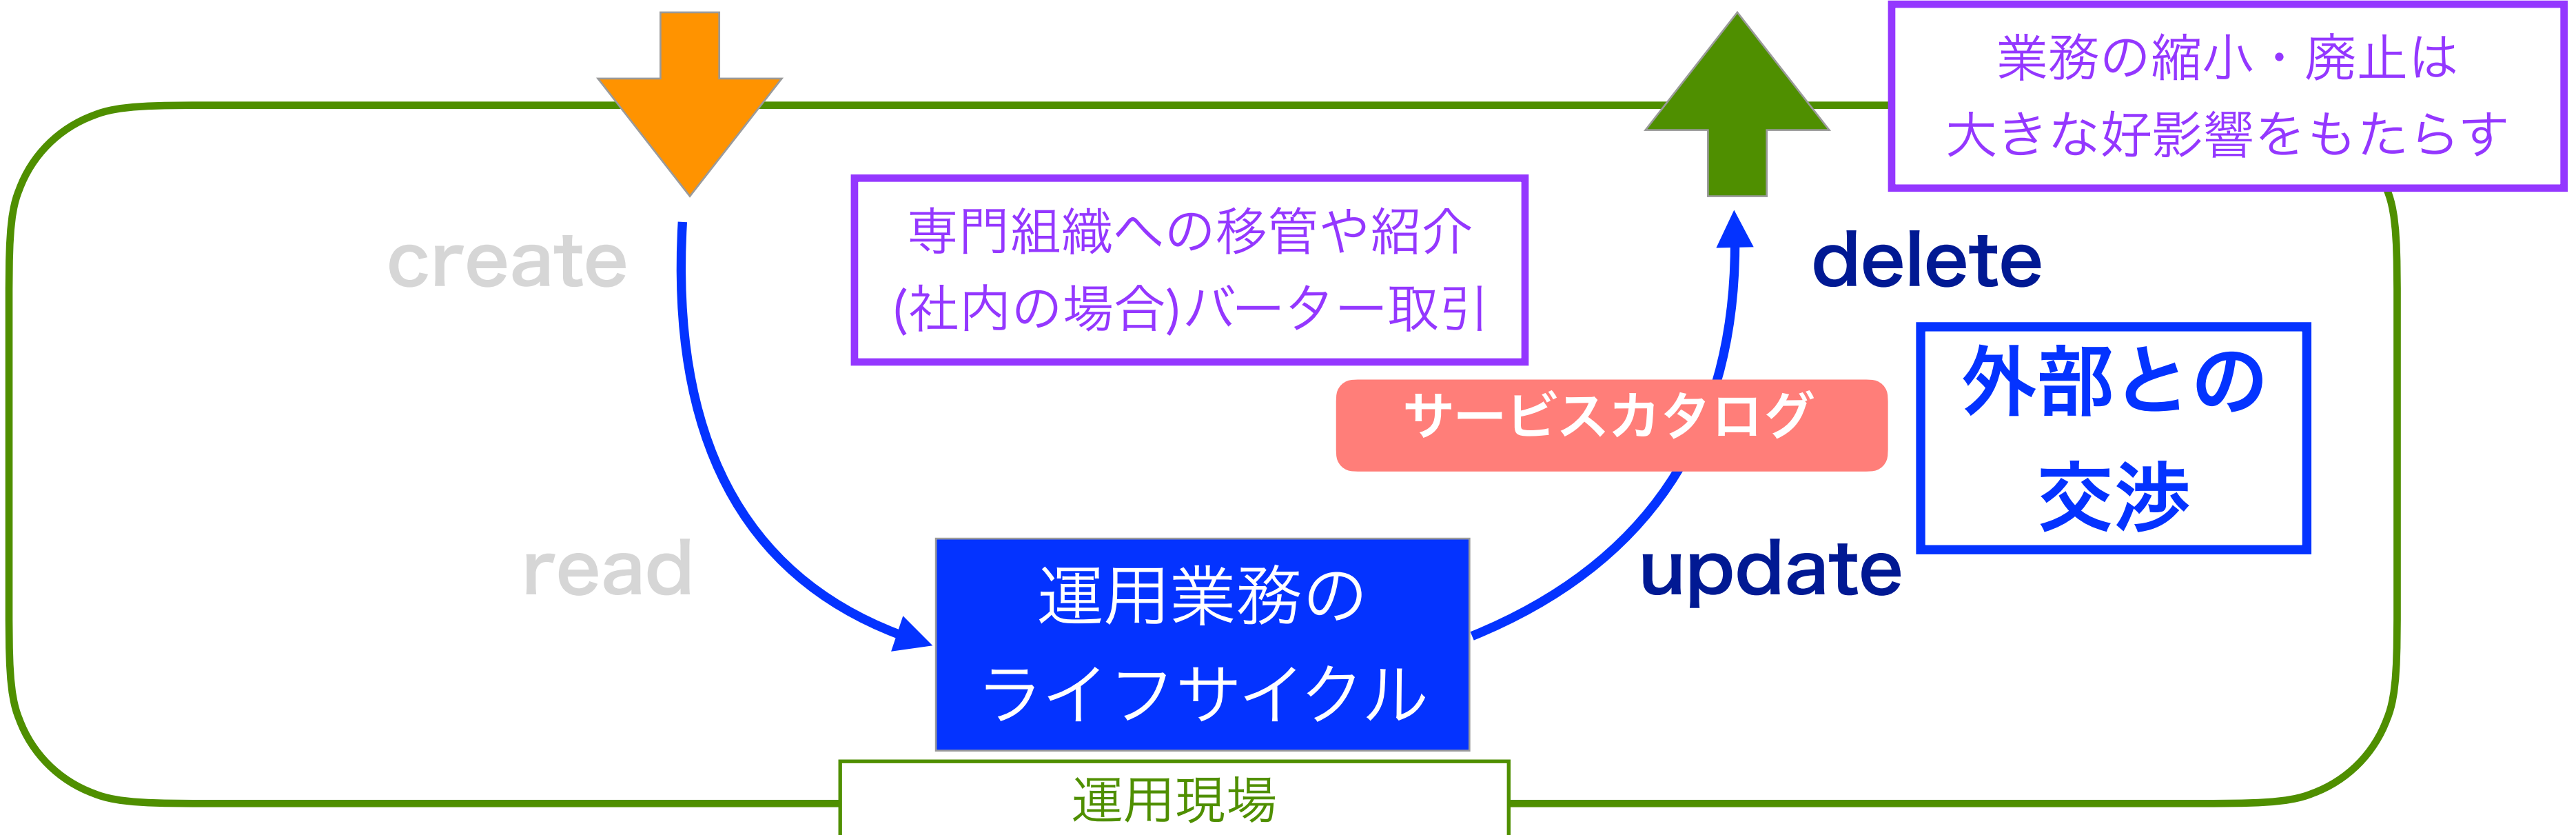 業務の縮小・廃止は
大きな好影響をもたらす
専門組織への移管や紹介
(社内の場合)バーター取引
create
delete
サービスカタログ
外部との
交渉
read
update
運用業務の
ライフサイクル
運用現場